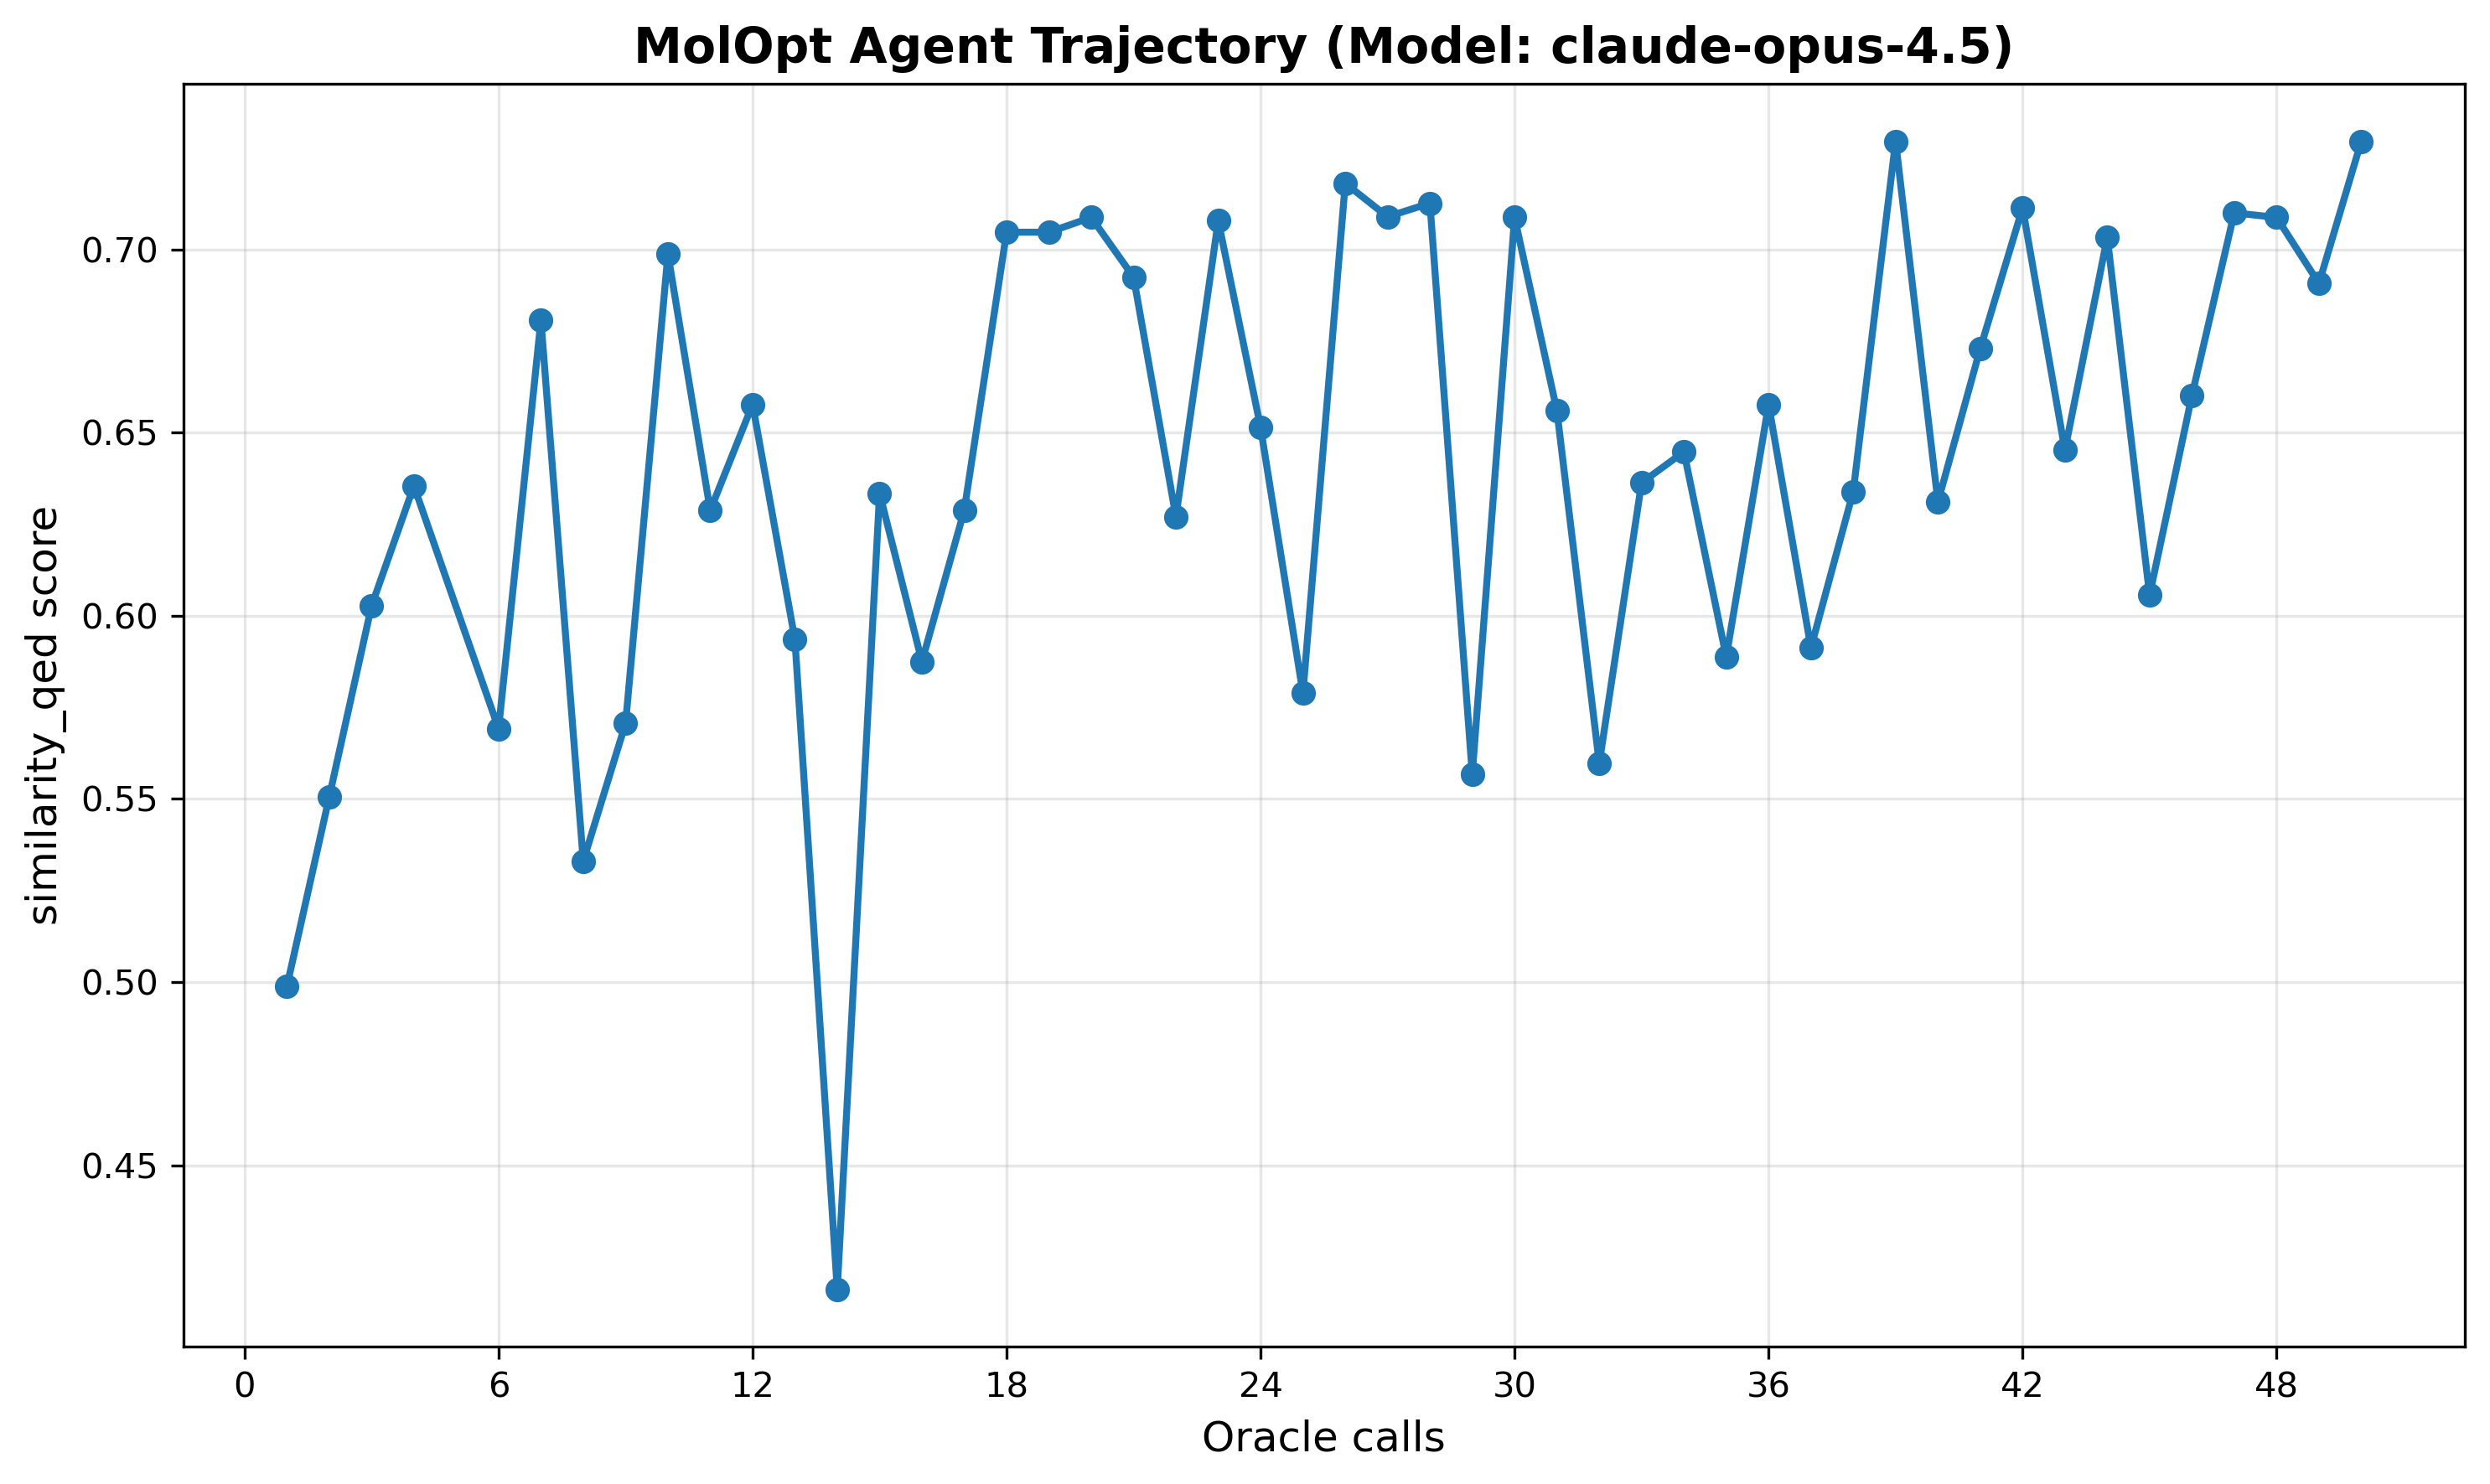 MolOpt Agent Trajectory (Model: claude-opus-4.5)
similarity_qed score
0.70
0.65
0.60
0.55
0.50
0.45
0 6 12 18 24 30 36 42 48
Oracle calls